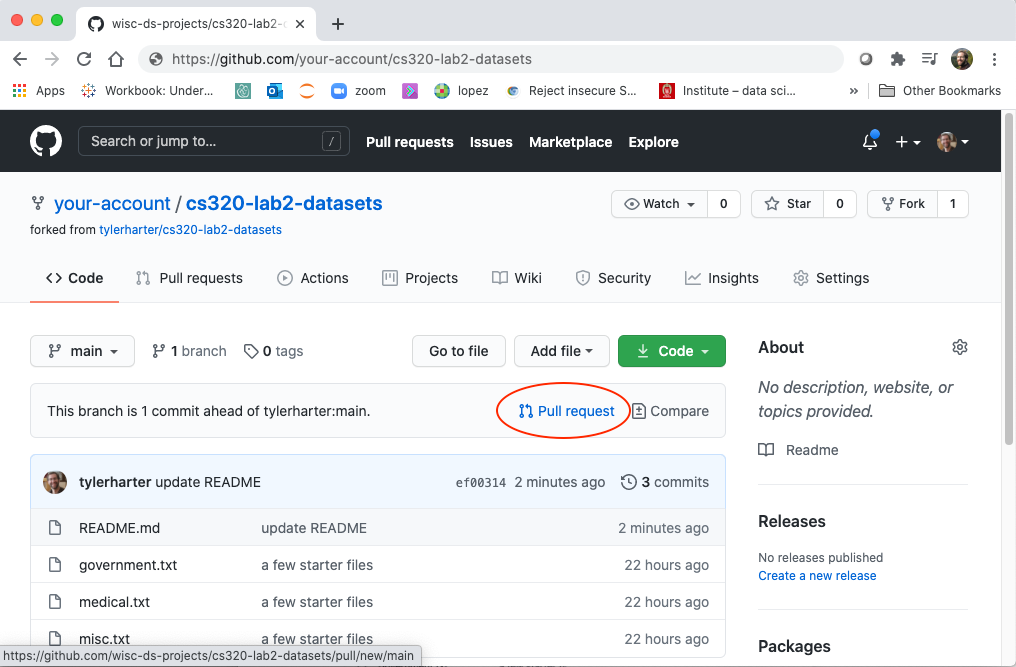 wisc-ds-projects/cs320-lab2-
https://github.com/your-account/cs320-lab2-datasets
Apps Workbook: Under... zoom lopez Reject insecure S... Institute – data sci... » Other Bookmarks
Search or jump to... / Pull requests Issues Marketplace Explore
your-account / cs320-lab2-datasets Watch 0 Star 0 Fork 1
forked from tylerharter/cs320-lab2-datasets
Code Pull requests Actions Projects Wiki Security Insights Settings
main 1 branch 0 tags Go to file Add file Code About
No description, website, or
topics provided.
This branch is 1 commit ahead of tylerharter:main. Pull request Compare
Readme
tylerharter update README ef00314 2 minutes ago 3 commits
README.md update README 2 minutes ago
Releases
government.txt a few starter files 22 hours ago
No releases published
Create a new release
medical.txt a few starter files 22 hours ago
misc.txt a few starter files 22 hours ago
Packages
https://github.com/wisc-ds-projects/cs320-lab2-datasets/pull/new/main